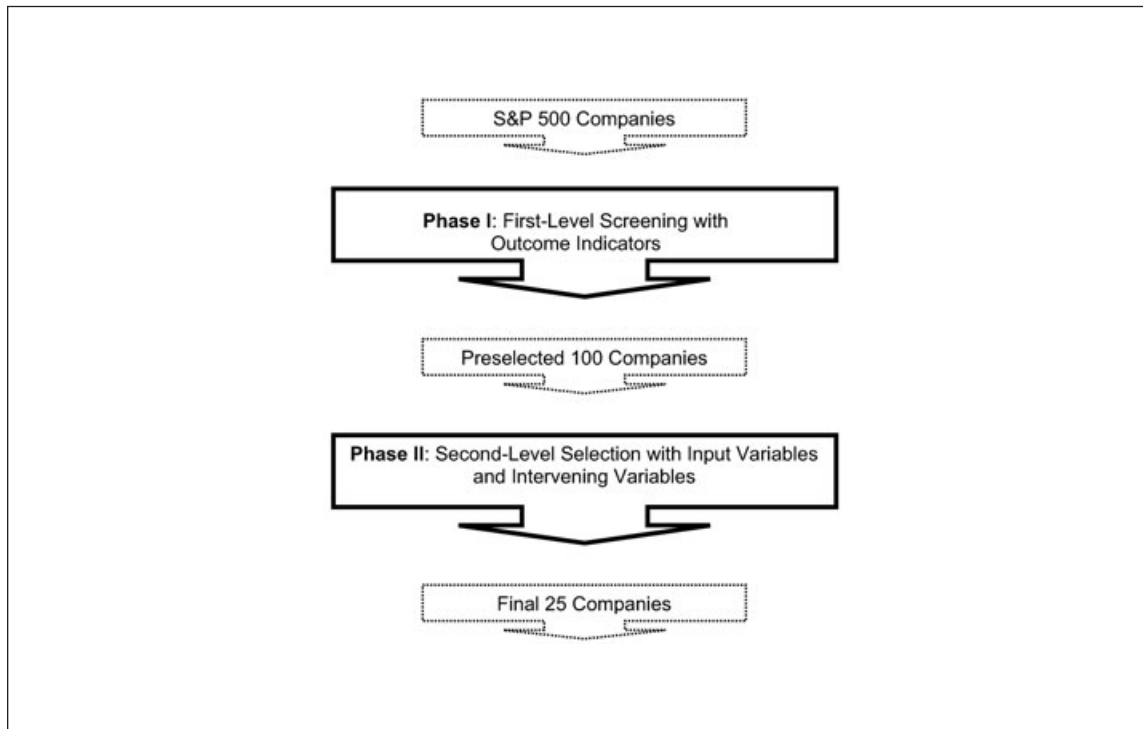 S&P 500 Companies
Phase I: First-Level Screening with
Outcome Indicators
Preselected 100 Companies
Phase II: Second-Level Selection with Input Variables
and Intervening Variables
Final 25 Companies